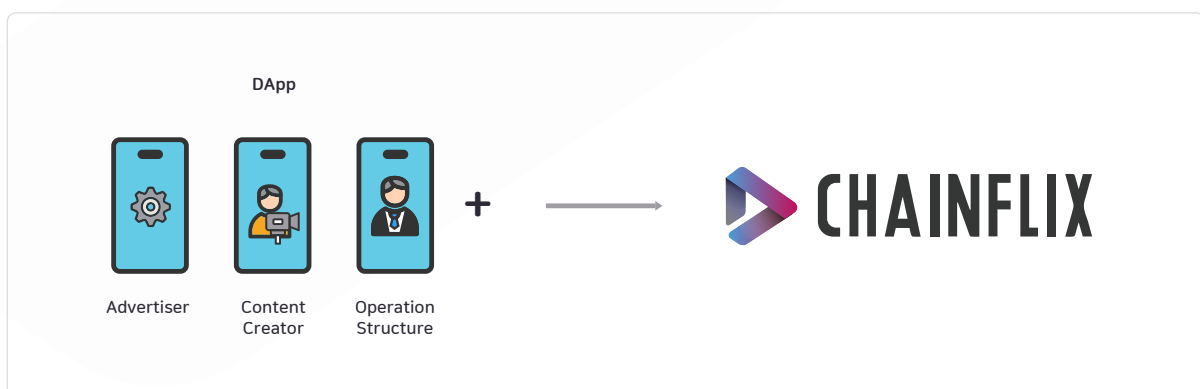 DApp
Advertiser
Content
Creator
Operation
Structure
+
CHAINFLIX